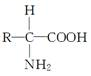 H
R—C—COOH
NH₂